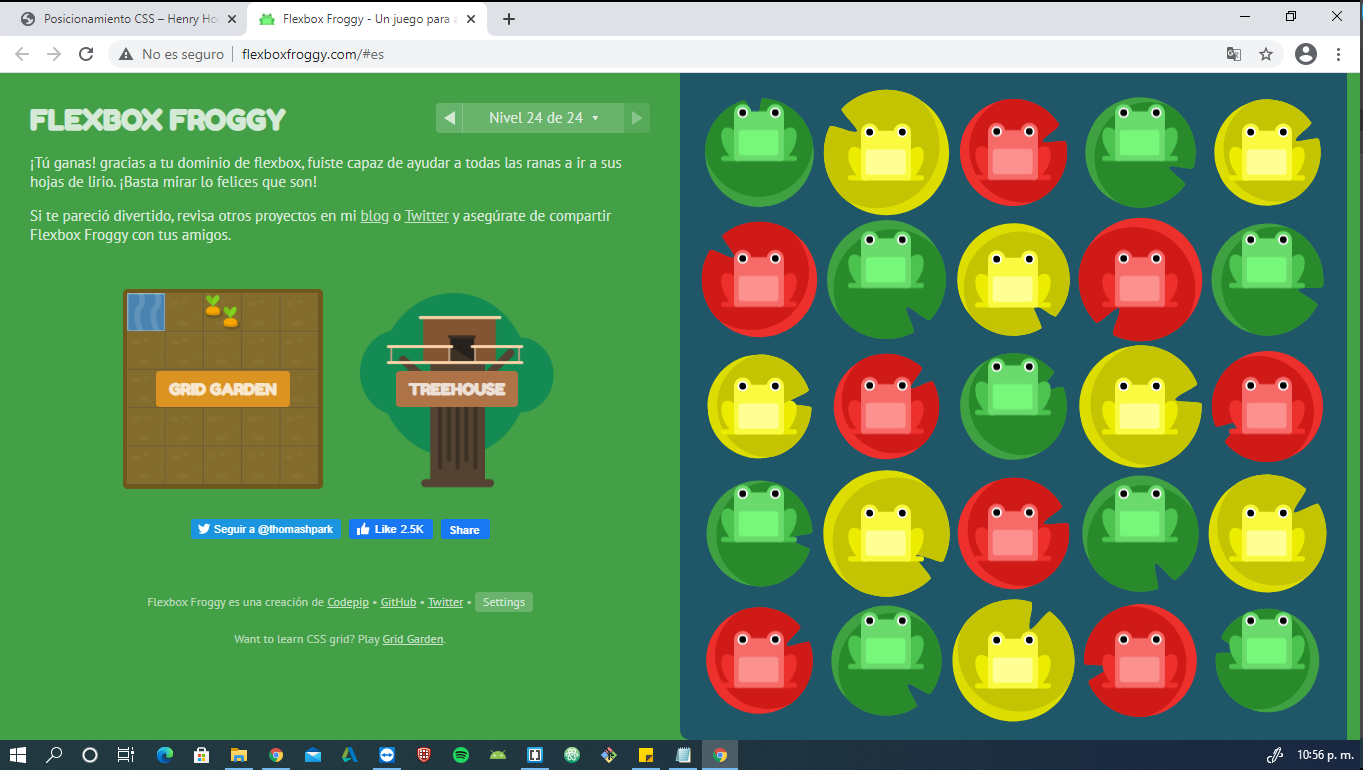 Posicionamiento CSS – Henry Ho
Flexbox Froggy - Un juego para a
No es seguro
flexboxfroggy.com/#es
FLEXBOX FROGGY
Nivel 24 de 24
¡Tú ganas! gracias a tu dominio de flexbox, fuiste capaz de ayudar a todas las ranas a ir a sus
hojas de lirio. ¡Basta mirar lo felices que son!
Si te pareció divertido, revisa otros proyectos en mi blog o Twitter y asegúrate de compartir
Flexbox Froggy con tus amigos.
GRID GARDEN
TREEHOUSE
Seguir a @thomashpark
Like 2.5K
Share
Flexbox Froggy es una creación de Codepip • GitHub • Twitter • Settings
Want to learn CSS grid? Play Grid Garden.
10:56 p. m.